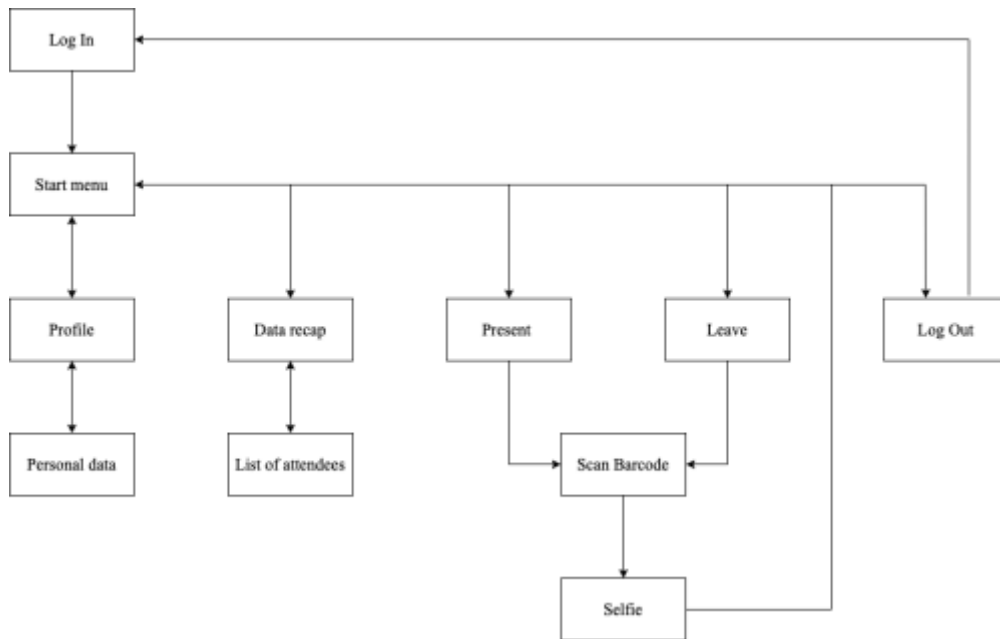 Log In
Start menu
Profile
Data recap
Present
Leave
Log Out
Personal data
List of attendees
Scan Barcode
Selfie